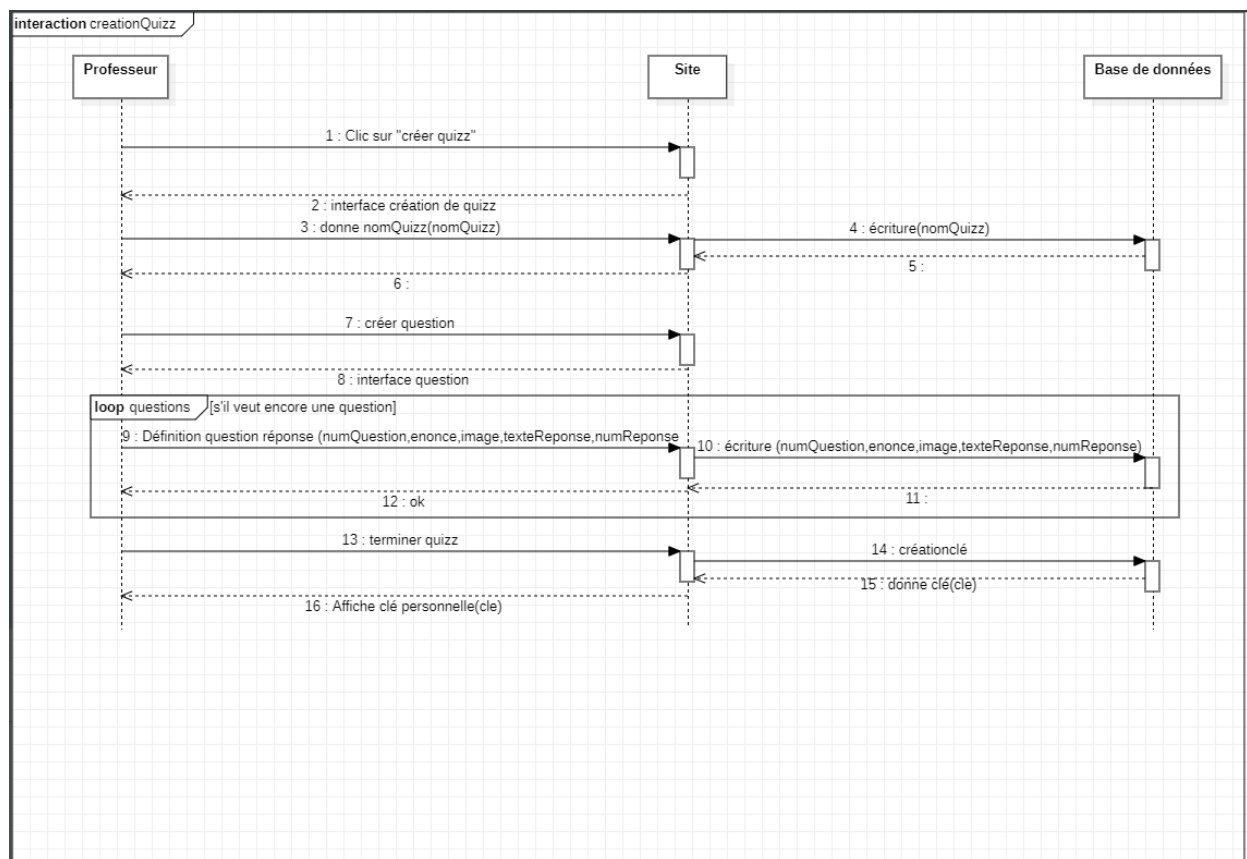 interaction creationQuizz
Professeur
Site
Base de données
1 : Clic sur "créer quizz"
2 : interface création de quizz
3 : donne nomQuizz(nomQuizz)
4 : écriture(nomQuizz)
5 :
6 :
7 : créer question
8 : interface question
loop questions [s'il veut encore une question]
9 : Définition question réponse (numQuestion,enonce,image,texteReponse,numReponse
10 : écriture (numQuestion,enonce,image,texteReponse,numReponse)
11 :
12 : ok
13 : terminer quizz
14 : créationclé
15 : donne clé(cle)
16 : Affiche clé personnelle(cle)